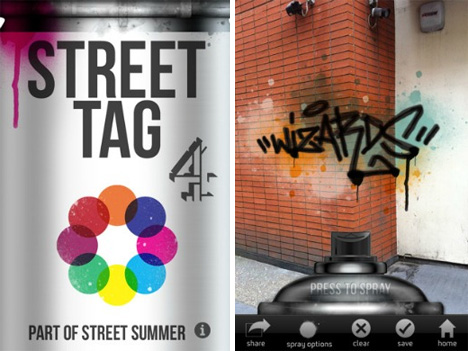 STREET
TAG
4
PART OF STREET SUMMER i
"WIZARDS"
PRESS TO SPRAY
share
spray options
clear
save
home